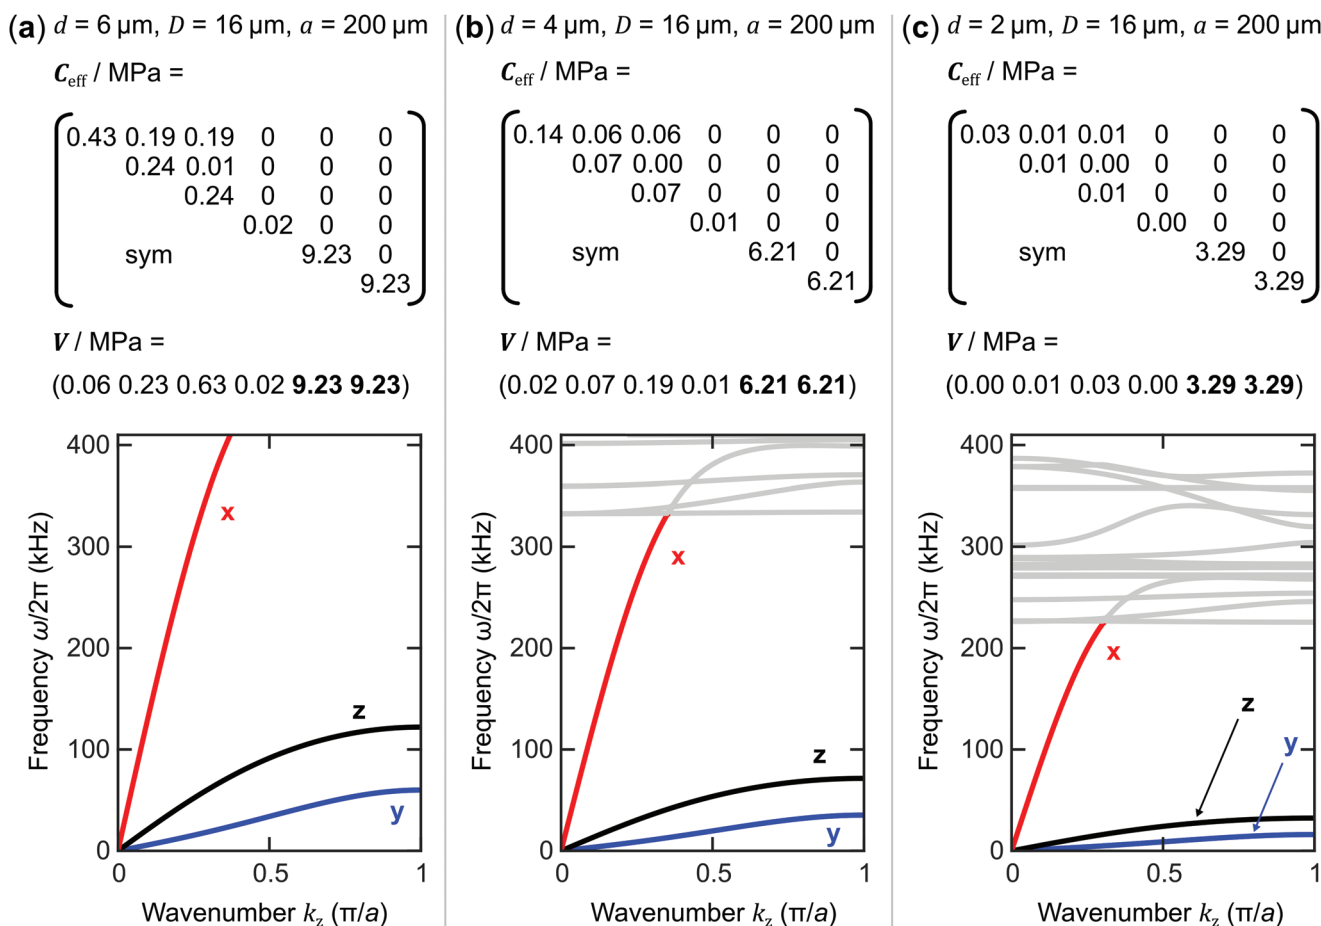 (a) d = 6 μm, D = 16 μm, a = 200 μm
C_eff / MPa =
0.43 0.19 0.19 0 0 0
0.24 0.01 0 0 0
0.24 0 0 0
0.02 0 0
sym 9.23 0
9.23
V / MPa =
(0.06 0.23 0.63 0.02 9.23 9.23)
400
300
200
100
0
Frequency ω/2π (kHz)
x
z
y
0 0.5 1
Wavenumber k_z (π/a)
(b) d = 4 μm, D = 16 μm, a = 200 μm
C_eff / MPa =
0.14 0.06 0.06 0 0 0
0.07 0.00 0 0 0
0.07 0 0 0
0.01 0 0
sym 6.21 0
6.21
V / MPa =
(0.02 0.07 0.19 0.01 6.21 6.21)
400
300
200
100
0
Frequency ω/2π (kHz)
x
z
y
0 0.5 1
Wavenumber k_z (π/a)
(c) d = 2 μm, D = 16 μm, a = 200 μm
C_eff / MPa =
0.03 0.01 0.01 0 0 0
0.01 0.00 0 0 0
0.01 0 0 0
0.00 0 0
sym 3.29 0
3.29
V / MPa =
(0.00 0.01 0.03 0.00 3.29 3.29)
400
300
200
100
0
Frequency ω/2π (kHz)
x
z
y
0 0.5 1
Wavenumber k_z (π/a)